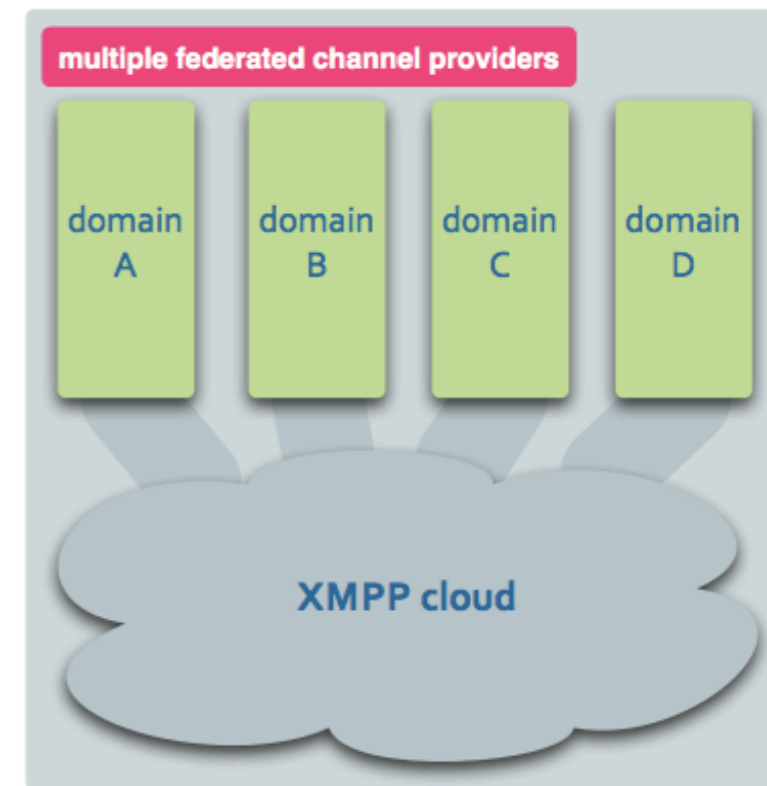 multiple federated channel providers
domain
A
domain
B
domain
C
domain
D
XMPP cloud